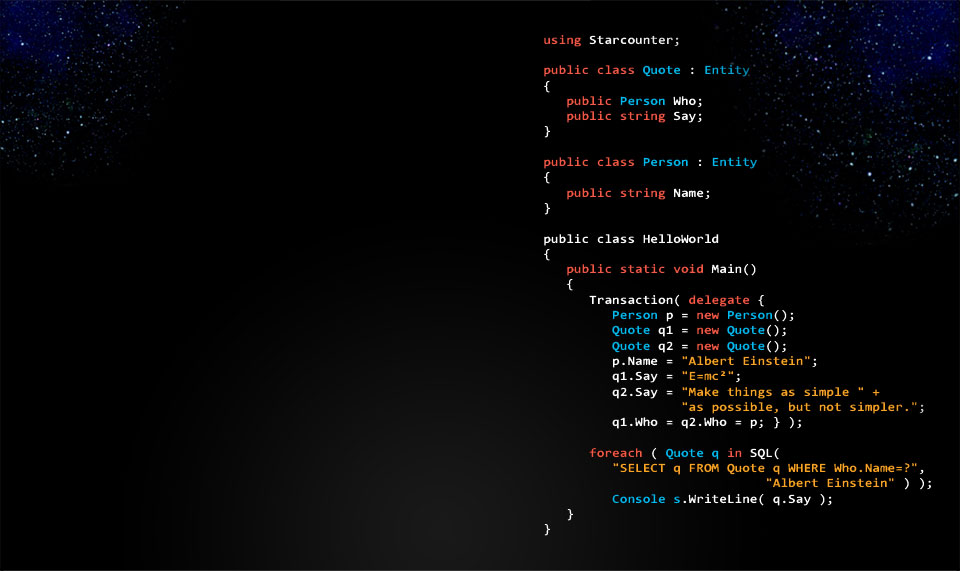 using Starcounter;
public class Quote : Entity
{
public Person Who;
public string Say;
}
public class Person : Entity
{
public string Name;
}
public class HelloWorld
{
public static void Main()
{
Transaction( delegate {
Person p = new Person();
Quote q1 = new Quote();
Quote q2 = new Quote();
p.Name = "Albert Einstein";
q1.Say = "E=mc²";
q2.Say = "Make things as simple " +
"as possible, but not simpler.";
q1.Who = q2.Who = p; } );
foreach ( Quote q in SQL(
"SELECT q FROM Quote q WHERE Who.Name=?",
"Albert Einstein" ) );
Console s.WriteLine( q.Say );
}
}